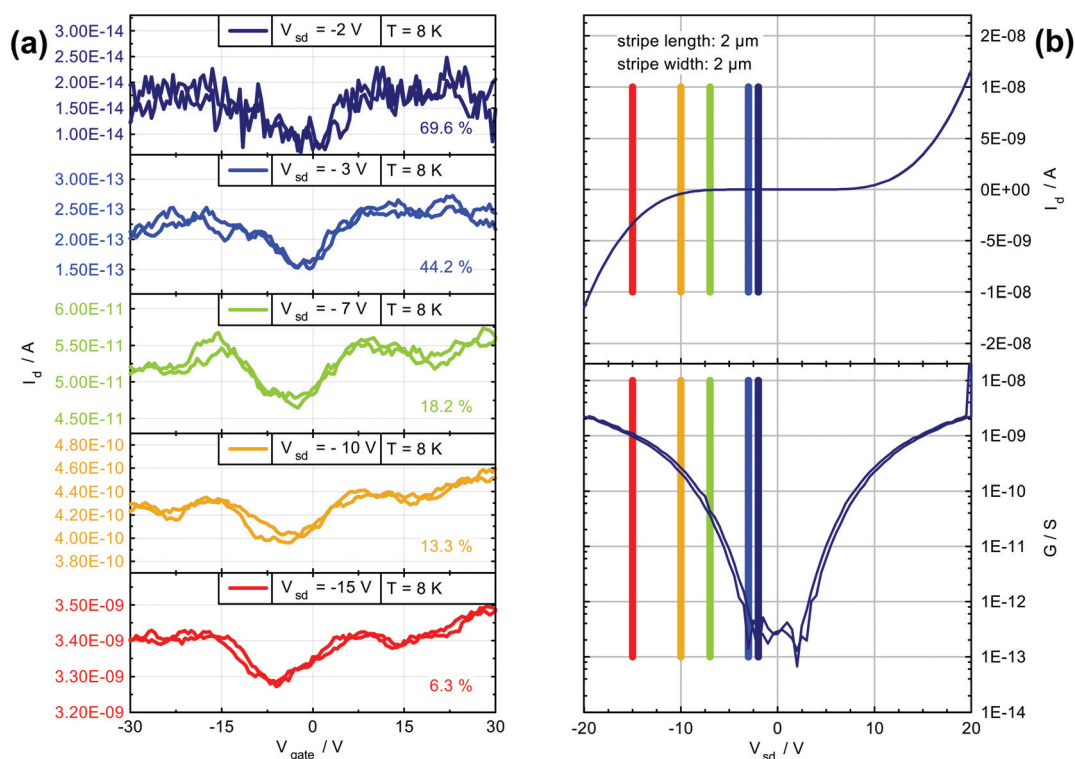 (a)
V_sd = -2 V
T = 8 K
3.00E-14
2.50E-14
2.00E-14
1.50E-14
1.00E-14
69.6 %
V_sd = - 3 V
T = 8 K
3.00E-13
2.50E-13
2.00E-13
1.50E-13
44.2 %
V_sd = - 7 V
T = 8 K
6.00E-11
5.50E-11
5.00E-11
4.50E-11
18.2 %
I_d / A
V_sd = - 10 V
T = 8 K
4.80E-10
4.60E-10
4.40E-10
4.20E-10
4.00E-10
3.80E-10
13.3 %
V_sd = -15 V
T = 8 K
3.50E-09
3.40E-09
3.30E-09
3.20E-09
6.3 %
-30
-15
0
15
30
V_gate / V
(b)
stripe length: 2 µm
stripe width: 2 µm
2E-08
1E-08
5E-09
0E+00
-5E-09
-1E-08
-2E-08
I_d / A
1E-08
1E-09
1E-10
1E-11
1E-12
1E-13
1E-14
G / S
-20
-10
0
10
20
V_sd / V